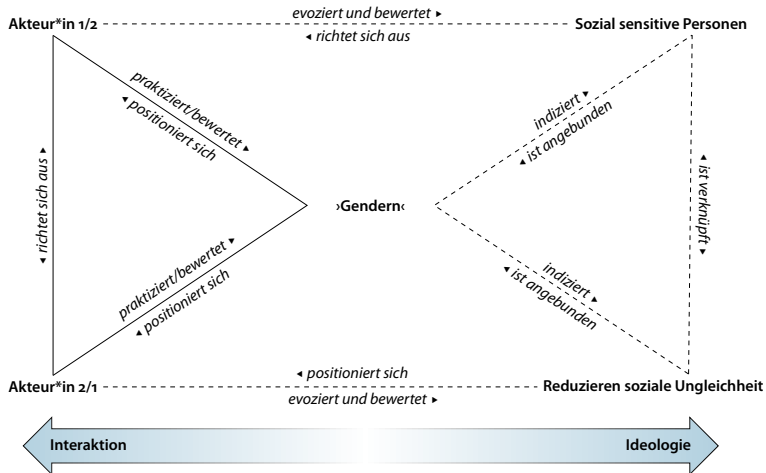 evoziert und bewertet ►
Akteur*in 1/2
Sozial sensitive Personen
◄ richtet sich aus
praktiziert/bewertet ►
◄ positioniert sich
indiziert ►
◄ ist angebunden
◄ richtet sich aus ►
›Gendern‹
◄ ist verknüpft ►
praktiziert/bewertet ►
◄ positioniert sich
indiziert ►
◄ ist angebunden
◄ positioniert sich
Akteur*in 2/1
Reduzieren soziale Ungleichheit
evoziert und bewertet ►
Interaktion
Ideologie